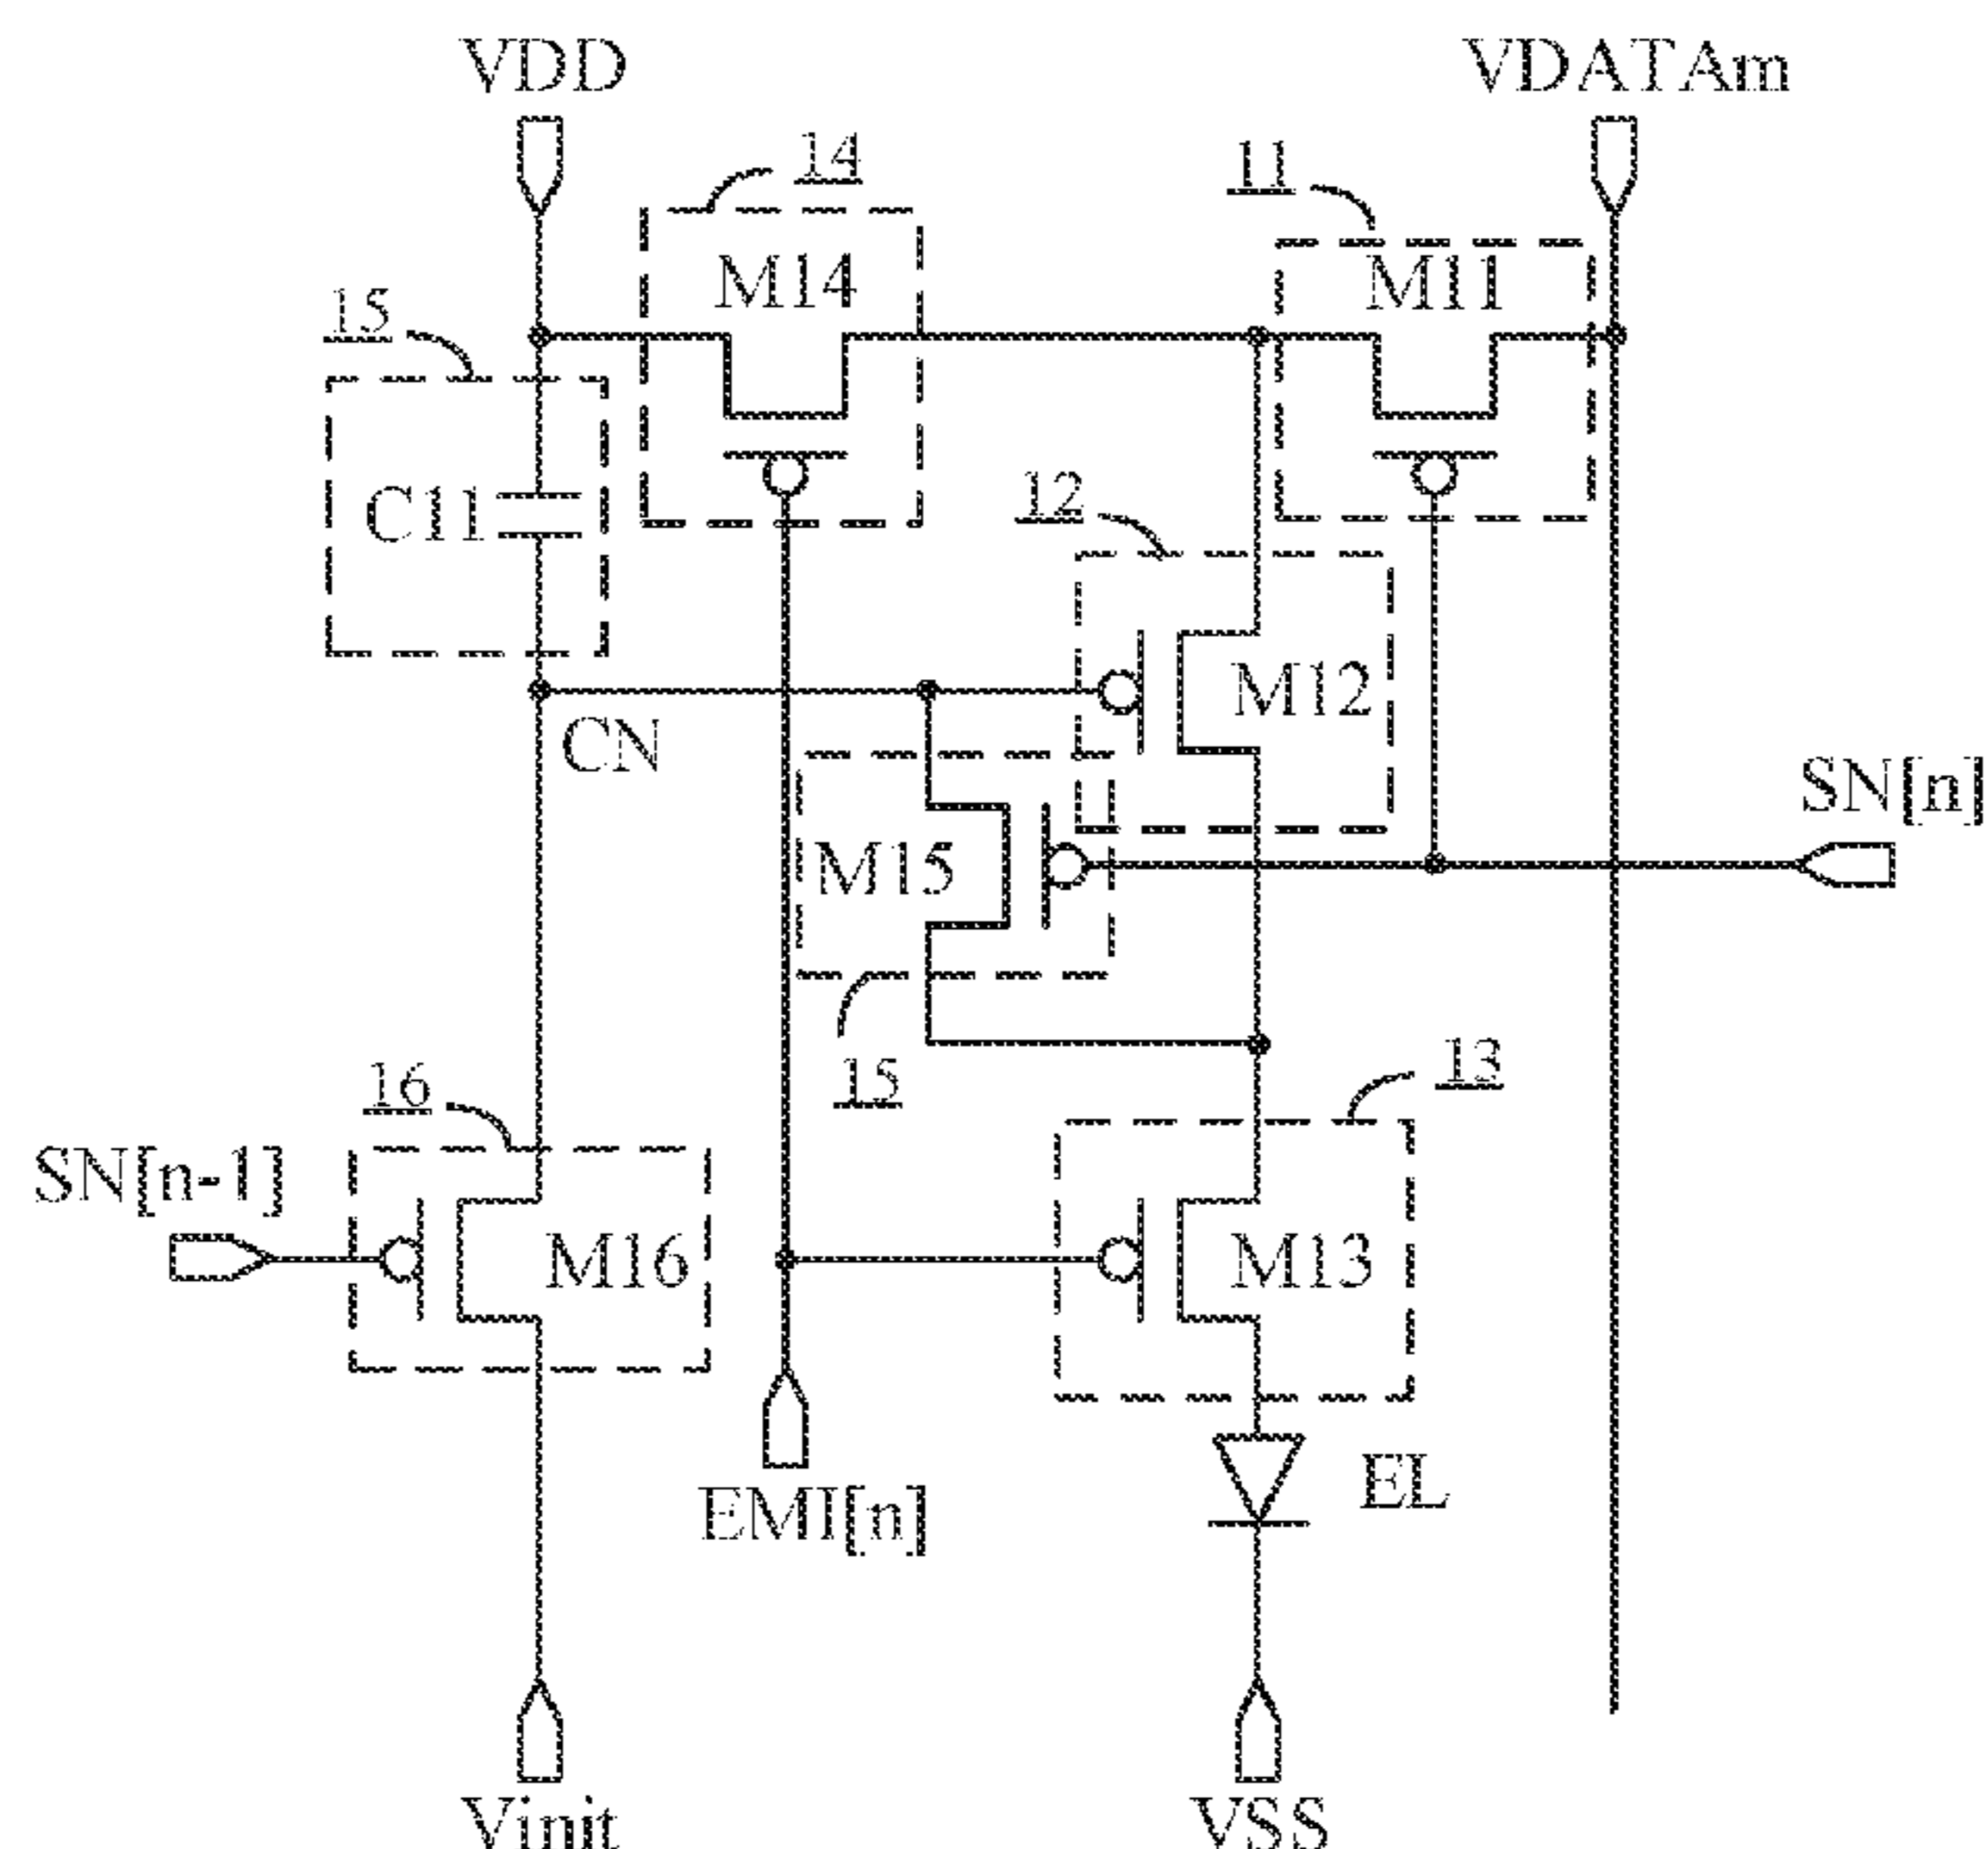 VDD
VDATAm
14
11
M14
M11
15
C11
12
M12
CN
SN[n]
M15
15
16
13
SN[n-1]
M16
M13
EMI[n]
EL
Vinit
VSS